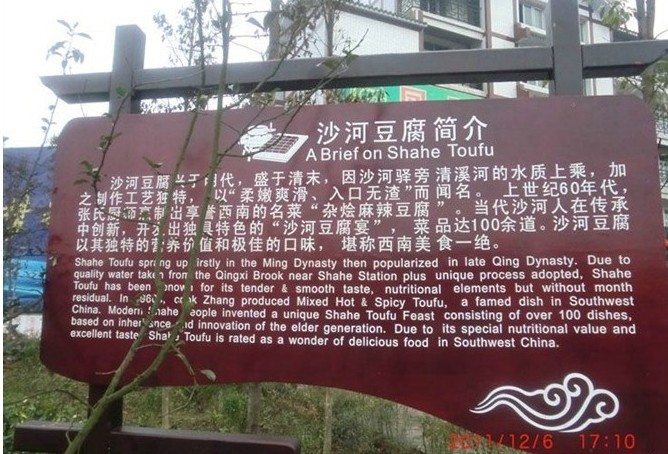 沙河豆腐简介
A Brief on Shahe Toufu
沙河豆腐兴于明代，盛于清末，因沙河驿旁清溪河的水质上乘，加
之制作工艺独特，以“柔嫩爽滑、入口无渣”而闻名。上世纪60年代，
张氏厨师烹制出享誉西南的名菜“杂烩麻辣豆腐”。当代沙河人在传承
中创新，开发出独具特色的“沙河豆腐宴”，菜品达100余道。沙河豆腐
以其独特的营养价值和极佳的口味，堪称西南美食一绝。
Shahe Toufu sprang up firstly in the Ming Dynasty then popularized in late Qing Dynasty. Due to
quality water taken from the Qingxi Brook near Shahe Station plus unique process adopted, Shahe
Toufu has been known for its tender & smooth taste, nutritional elements but without month
residual. In 1960s, cook Zhang produced Mixed Hot & Spicy Toufu, a famed dish in Southwest
China. Modern Shahe people invented a unique Shahe Toufu Feast consisting of over 100 dishes,
based on inheritance and innovation of the elder generation. Due to its special nutritional value and
excellent taste, Shahe Toufu is rated as a wonder of delicious food in Southwest China.
2011/12/6 17:10